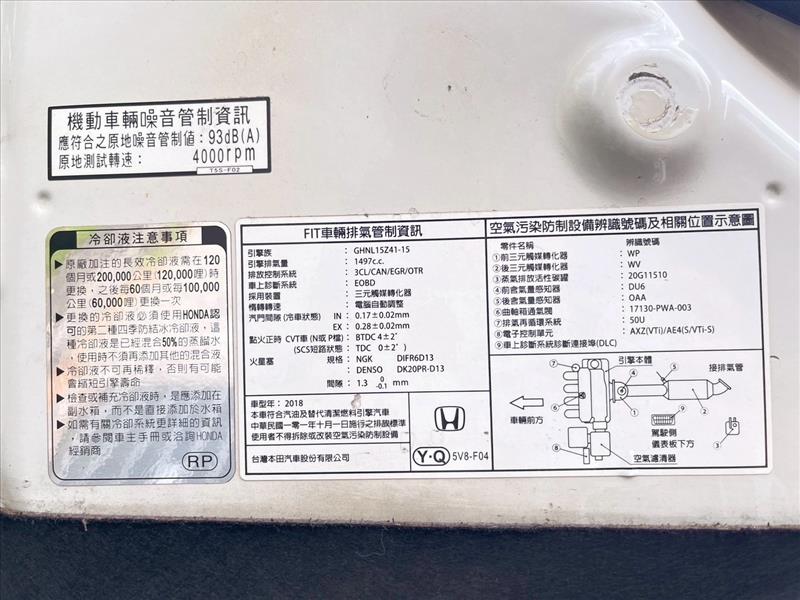 機動車輛噪音管制資訊
應符合之原地噪音管制值：93dB(A)
原地測試轉速： 4000rpm
T5S-F02
冷卻液注意事項
▶原廠加注的長效冷卻液需在120
個月或200,000公里(120,000哩)時
更換，之後每60個月或每100,000
公里(60,000哩)更換一次
▶更換的冷卻液必須使用HONDA認
可的第二種四季防結冰冷卻液，這
種冷卻液是已經混合50%的蒸餾水
，使用時不須再添加其他的混合液
▶冷卻液不可再稀釋，否則有可能
會縮短引擎壽命
▶檢查或補充冷卻液時，是應添加在
副水箱，而不是直接添加於水箱
▶如需有關冷卻系統更詳細的資訊
，請參閱車主手冊或洽詢HONDA
經銷商
RP
FIT車輛排氣管制資訊
引擎族 ：GHNL15Z41-15
引擎排氣量 ：1497c.c.
排放控制系統 ：3CL/CAN/EGR/OTR
車上診斷系統 ：EOBD
採用裝置 ：三元觸媒轉化器
惰轉轉速 ：電腦自動調整
汽門間隙(冷車狀態) IN：0.17±0.02mm
EX：0.28±0.02mm
點火正時 CVT車(N或P檔)：BTDC 4±2°
(SCS短路狀態)：TDC 0±2°
火星塞 規格：NGK DIFR6D13
：DENSO DK20PR-D13
間隙：1.3 0 -0.1 mm
車型年：2018
本車符合汽油及替代清潔燃料引擎汽車
中華民國一零一年十月一日施行之排放標準
使用者不得拆除或改裝空氣污染防制設備
台灣本田汽車股份有限公司
Y·Q 5V8-F04
空氣污染防制設備辨識號碼及相關位置示意圖
零件名稱 辨識號碼
①前三元觸媒轉化器 ：WP
②後三元觸媒轉化器 ：WV
③蒸氣排放活性碳罐 ：20G11S10
④前含氧量感知器 ：DU6
⑤後含氧量感知器 ：OAA
⑥曲軸箱通氣閥 ：17130-PWA-003
⑦排氣再循環系統 ：50U
⑧電子控制單元 ：AXZ(VTi)/AE4(S/VTi-S)
⑨車上診斷系統診斷連接埠(DLC)
引擎本體 接排氣管
車輛前方
駕駛側
儀表板下方
空氣濾清器